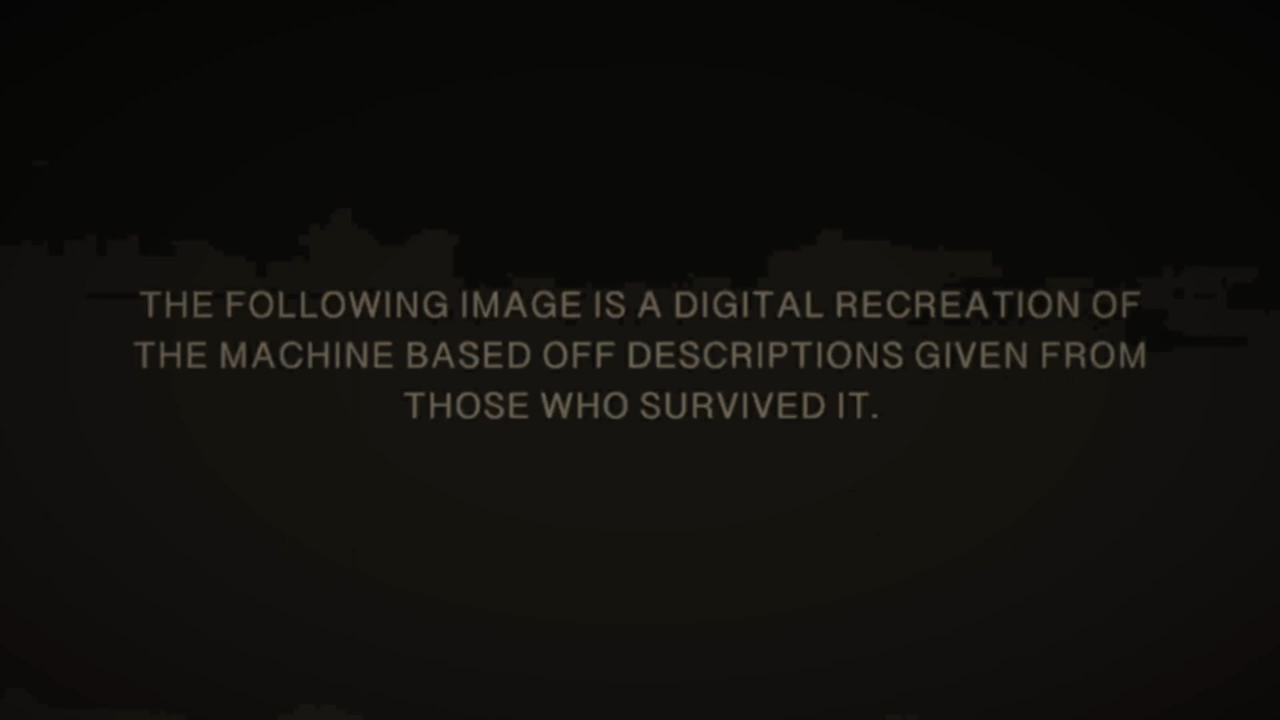 THE FOLLOWING IMAGE IS A DIGITAL RECREATION OF
THE MACHINE BASED OFF DESCRIPTIONS GIVEN FROM
THOSE WHO SURVIVED IT.